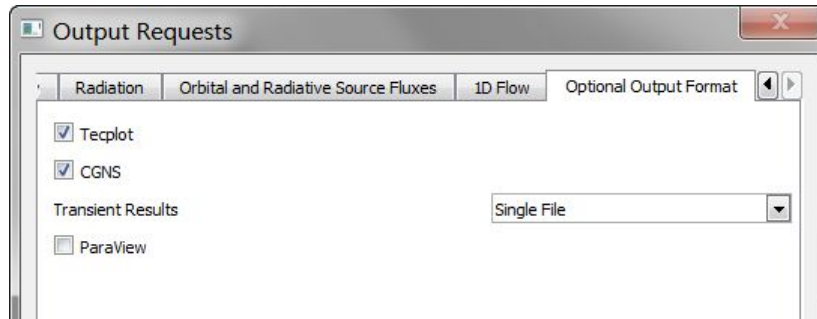 Output Requests
Radiation Orbital and Radiative Source Fluxes 1D Flow Optional Output Format
Tecplot
CGNS
Transient Results Single File
ParaView